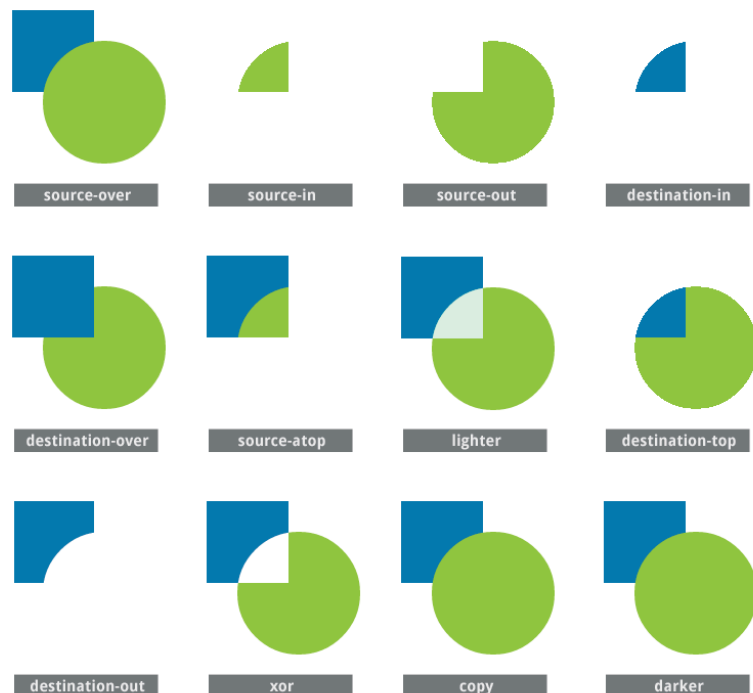 source-over
source-in
source-out
destination-in
destination-over
source-atop
lighter
destination-top
destination-out
xor
copy
darker